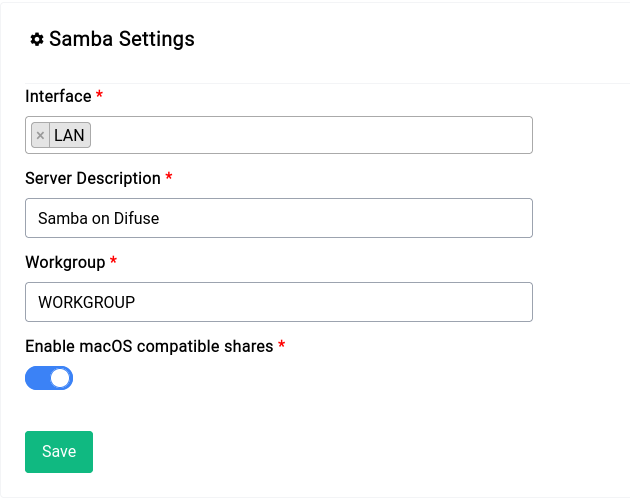 Samba Settings
Interface *
× LAN
Server Description *
Samba on Difuse
Workgroup *
WORKGROUP
Enable macOS compatible shares *
Save